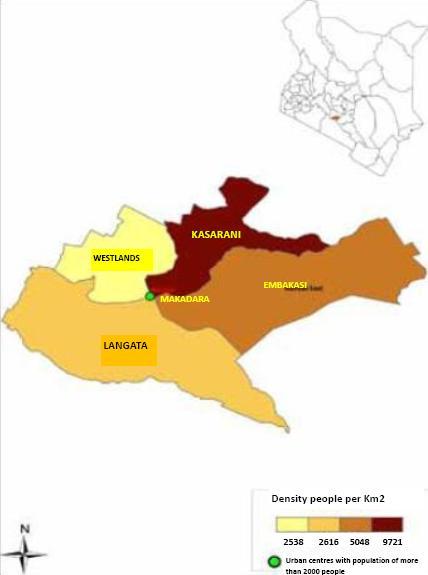 KASARANI
WESTLANDS
EMBAKASI
MAKADARA
LANGATA
Density people per Km2
2538 2616 5048 9721
N
Urban centres with population of more
than 2000 people